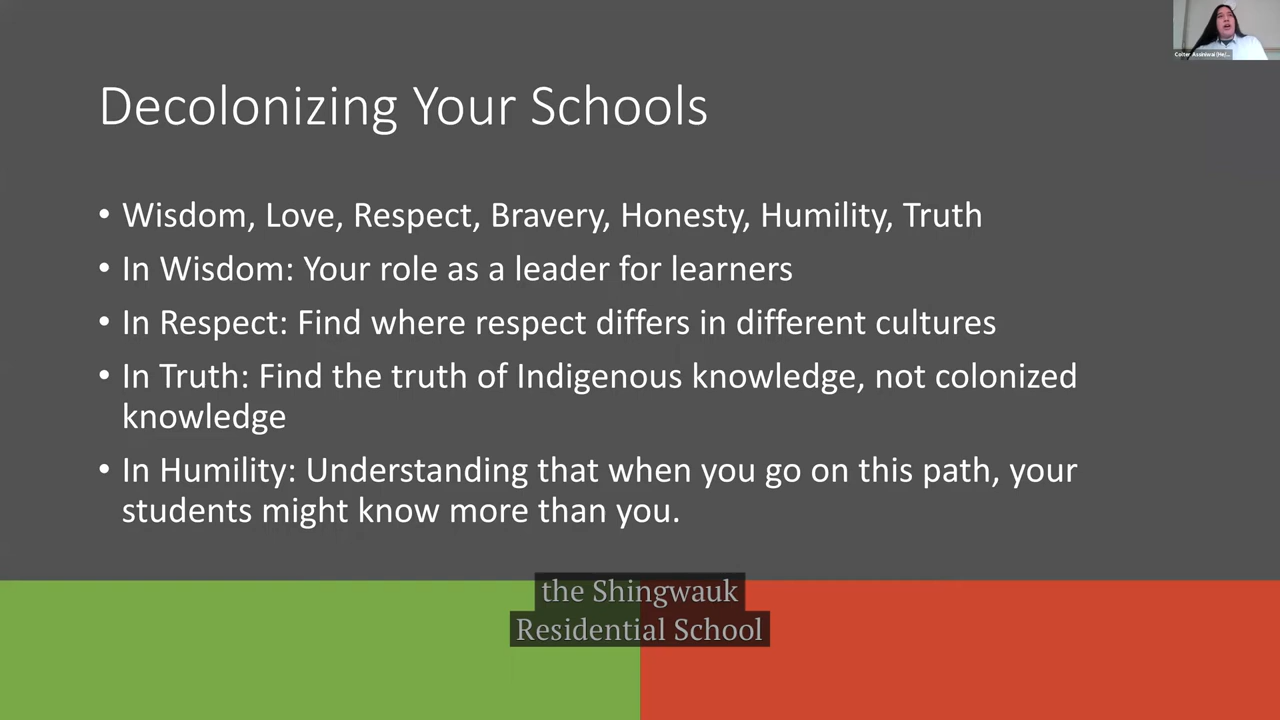 Colter Assiniwai (He/...
Decolonizing Your Schools
• Wisdom, Love, Respect, Bravery, Honesty, Humility, Truth
• In Wisdom: Your role as a leader for learners
• In Respect: Find where respect differs in different cultures
• In Truth: Find the truth of Indigenous knowledge, not colonized
knowledge
• In Humility: Understanding that when you go on this path, your
students might know more than you.
the Shingwauk
Residential School